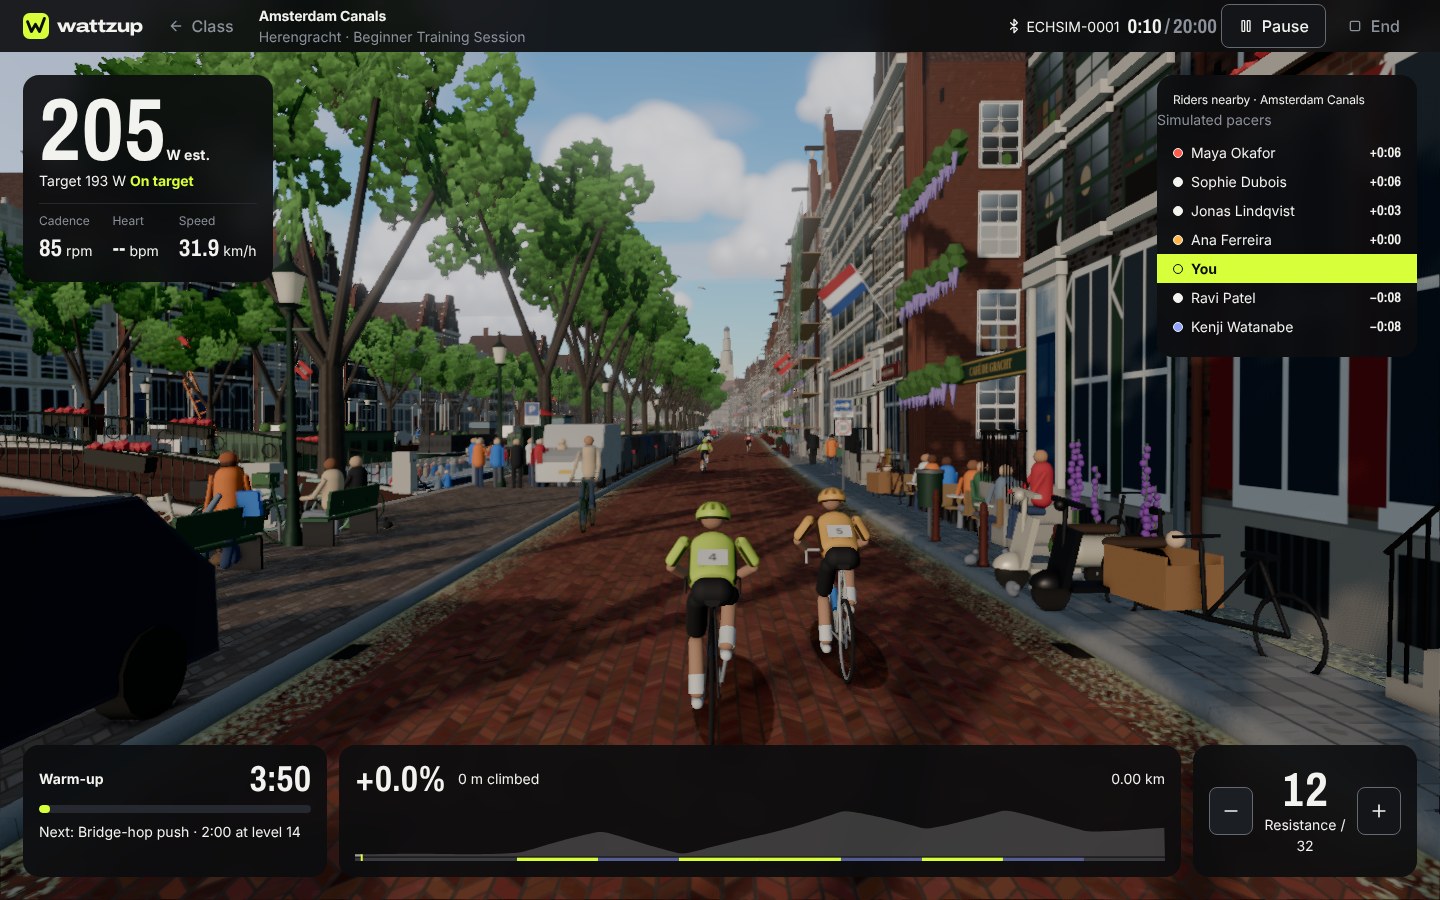 wattzup
Class
Amsterdam Canals
Herengracht · Beginner Training Session
ECHSIM-0001
0:10 / 20:00
Pause
End
205 W est.
Target 193 W On target
Cadence Heart Speed
85 rpm -- bpm 31.9 km/h
Riders nearby · Amsterdam Canals
Simulated pacers
Maya Okafor +0:06
Sophie Dubois +0:06
Jonas Lindqvist +0:03
Ana Ferreira +0:00
You
Ravi Patel −0:08
Kenji Watanabe −0:08
P
4
5
Warm-up 3:50
Next: Bridge-hop push · 2:00 at level 14
+0.0% 0 m climbed 0.00 km
12
Resistance /
32